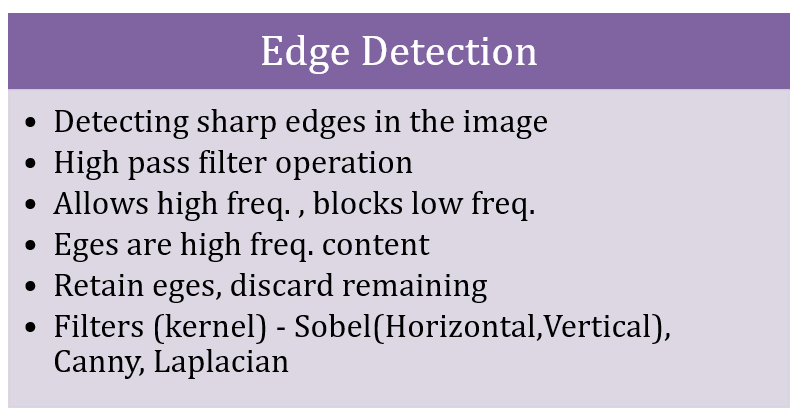 Edge Detection
• Detecting sharp edges in the image
• High pass filter operation
• Allows high freq. , blocks low freq.
• Eges are high freq. content
• Retain eges, discard remaining
• Filters (kernel) - Sobel(Horizontal,Vertical),
Canny, Laplacian